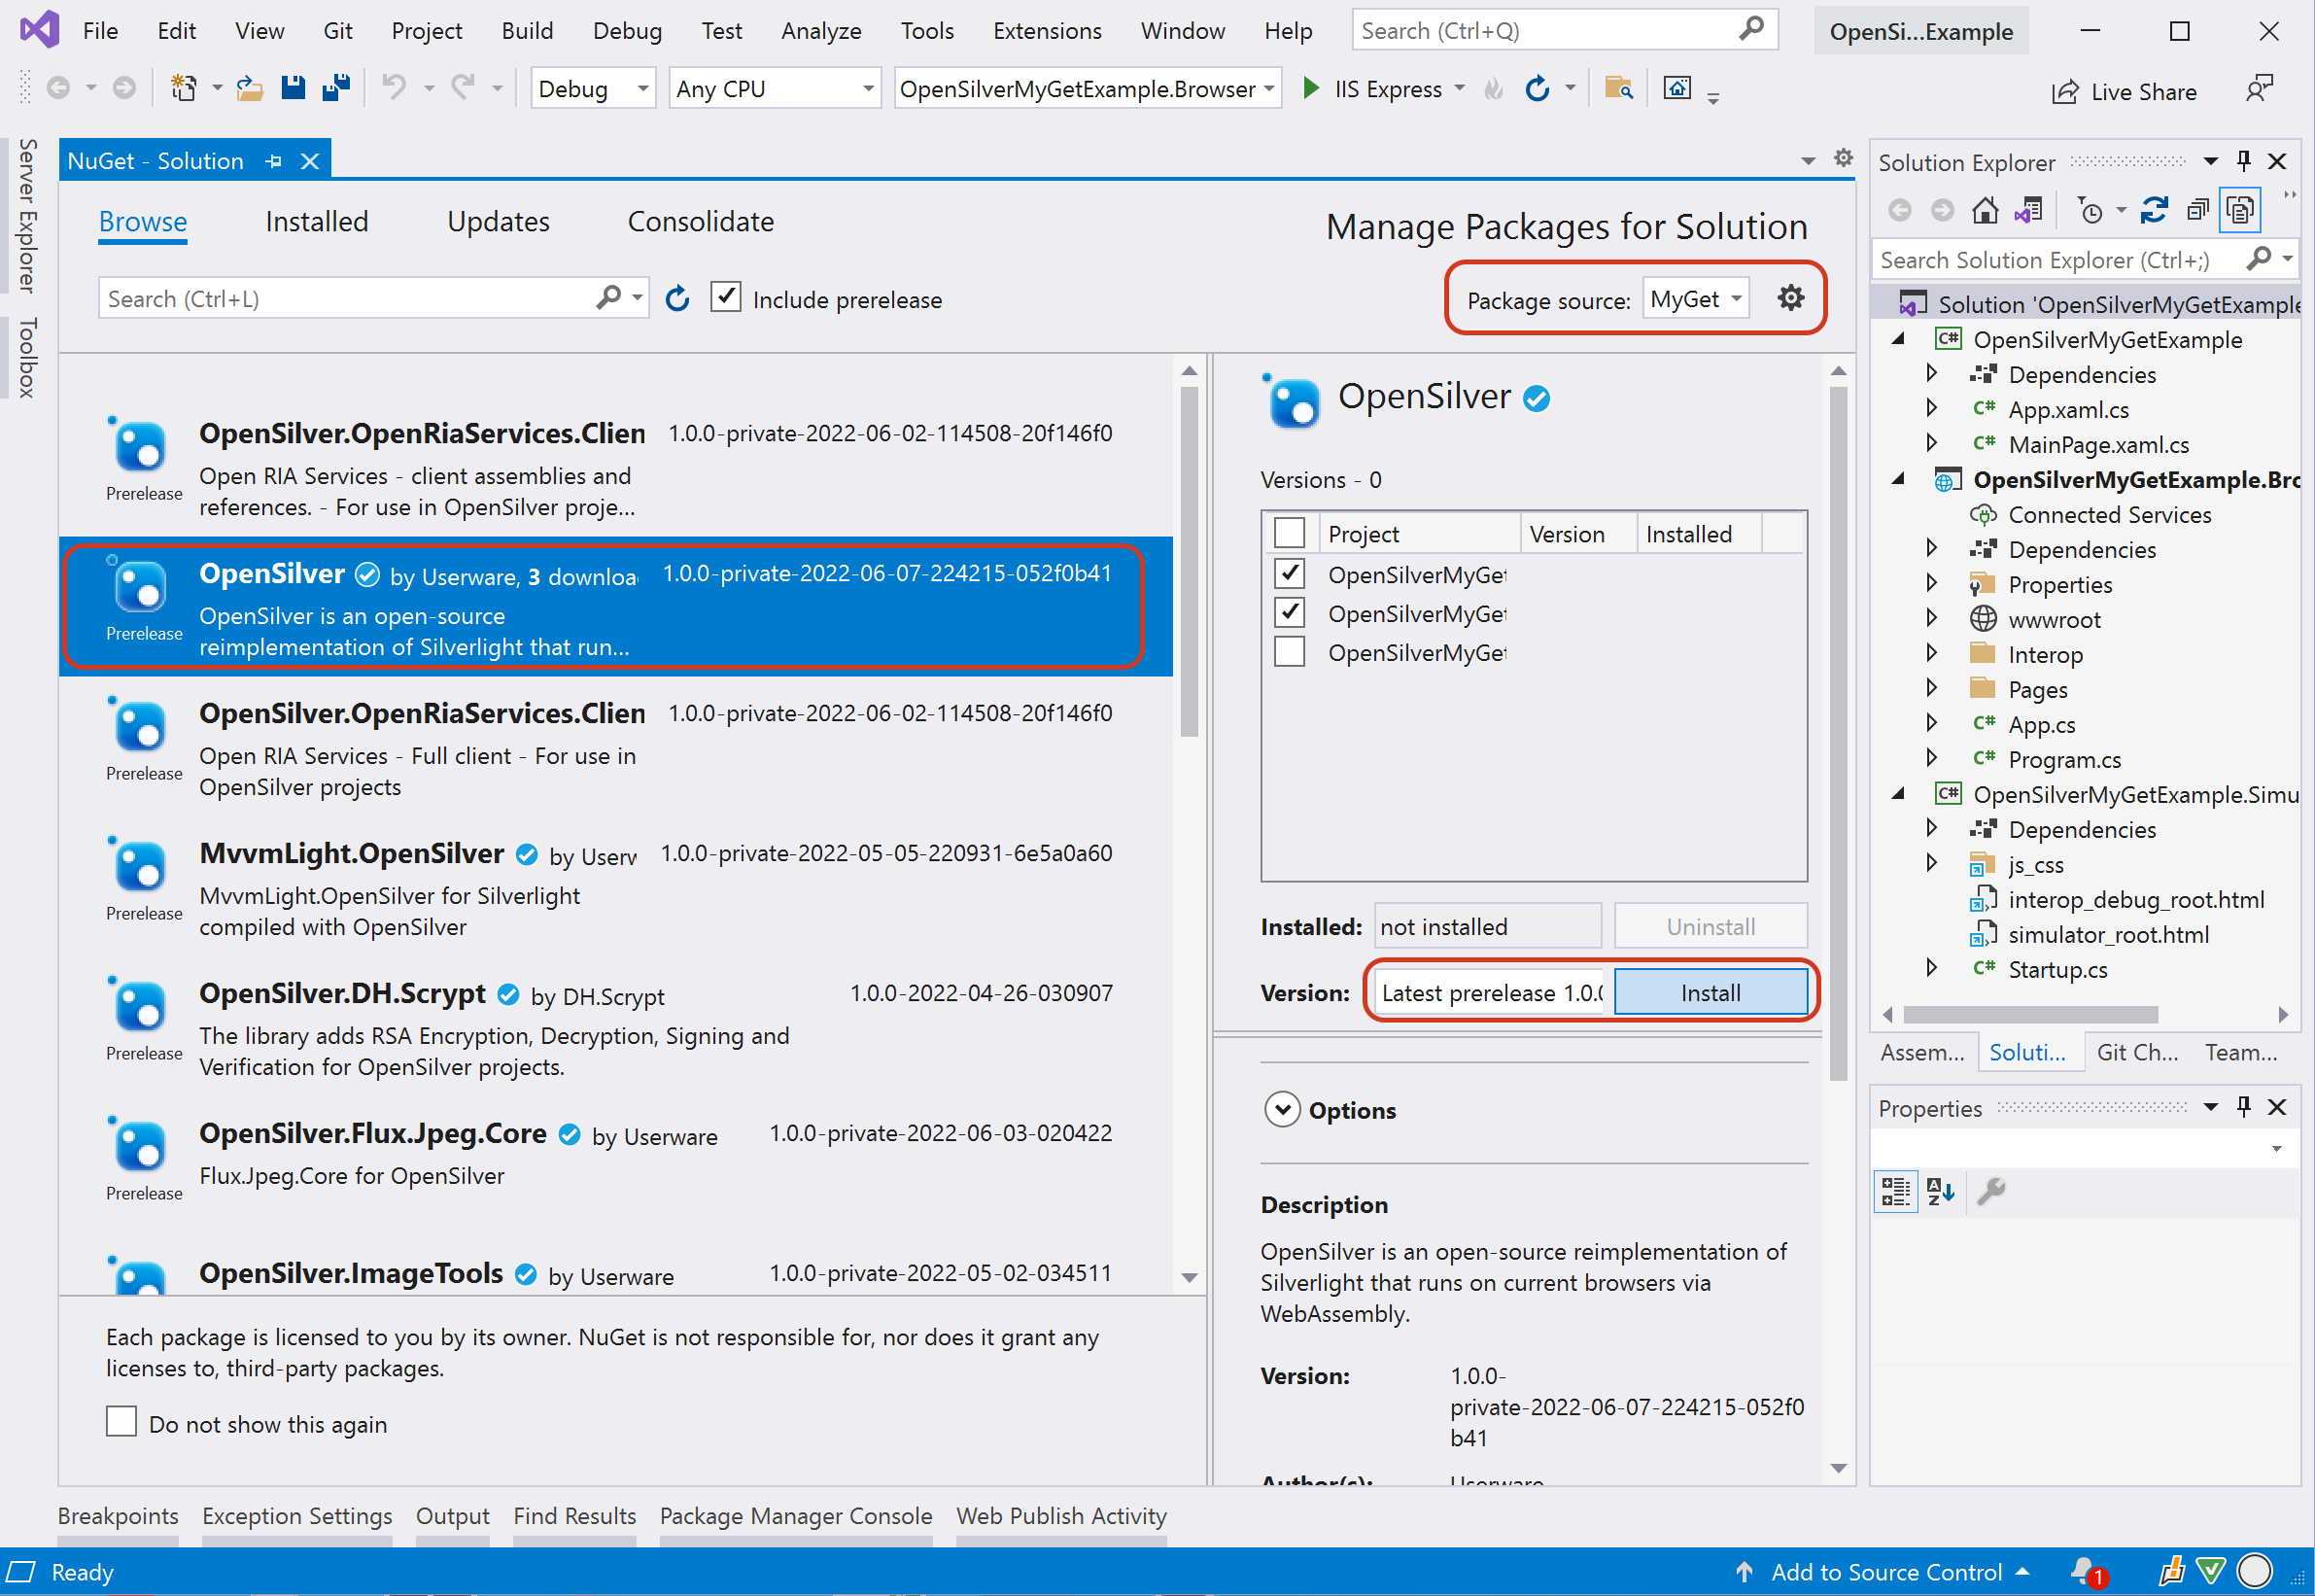 File Edit View Git Project Build Debug Test Analyze Tools Extensions Window Help Search (Ctrl+Q) OpenSi...Example
Debug Any CPU OpenSilverMyGetExample.Browser IIS Express Live Share
Server Explorer
Toolbox
NuGet - Solution
Browse Installed Updates Consolidate
Manage Packages for Solution
Search (Ctrl+L) Include prerelease
Package source: MyGet
OpenSilver.OpenRiaServices.Clien 1.0.0-private-2022-06-02-114508-20f146f0
Open RIA Services - client assemblies and
references. - For use in OpenSilver proje...
Prerelease
OpenSilver by Userware, 3 downloa 1.0.0-private-2022-06-07-224215-052f0b41
OpenSilver is an open-source
reimplementation of Silverlight that run...
Prerelease
OpenSilver.OpenRiaServices.Clien 1.0.0-private-2022-06-02-114508-20f146f0
Open RIA Services - Full client - For use in
OpenSilver projects
Prerelease
MvvmLight.OpenSilver by Userw 1.0.0-private-2022-05-05-220931-6e5a0a60
MvvmLight.OpenSilver for Silverlight
compiled with OpenSilver
Prerelease
OpenSilver.DH.Scrypt by DH.Scrypt 1.0.0-2022-04-26-030907
The library adds RSA Encryption, Decryption, Signing and
Verification for OpenSilver projects.
Prerelease
OpenSilver.Flux.Jpeg.Core by Userware 1.0.0-private-2022-06-03-020422
Flux.Jpeg.Core for OpenSilver
Prerelease
OpenSilver.ImageTools by Userware 1.0.0-private-2022-05-02-034511
Each package is licensed to you by its owner. NuGet is not responsible for, nor does it grant any
licenses to, third-party packages.
Do not show this again
OpenSilver
Versions - 0
Project Version Installed
OpenSilverMyGet
OpenSilverMyGet
OpenSilverMyGet
Installed: not installed Uninstall
Version: Latest prerelease 1.0.0 Install
Options
Description
OpenSilver is an open-source reimplementation of
Silverlight that runs on current browsers via
WebAssembly.
Version: 1.0.0-
private-2022-06-07-224215-052f0
b41
Author(s): Userware
Solution Explorer
Search Solution Explorer (Ctrl+;)
Solution 'OpenSilverMyGetExample
C# OpenSilverMyGetExample
Dependencies
C# App.xaml.cs
C# MainPage.xaml.cs
OpenSilverMyGetExample.Bro
Connected Services
Dependencies
Properties
wwwroot
Interop
Pages
C# App.cs
C# Program.cs
C# OpenSilverMyGetExample.Simu
Dependencies
js_css
interop_debug_root.html
simulator_root.html
C# Startup.cs
Assem... Soluti... Git Ch... Team...
Properties
Breakpoints Exception Settings Output Find Results Package Manager Console Web Publish Activity
Ready Add to Source Control 1